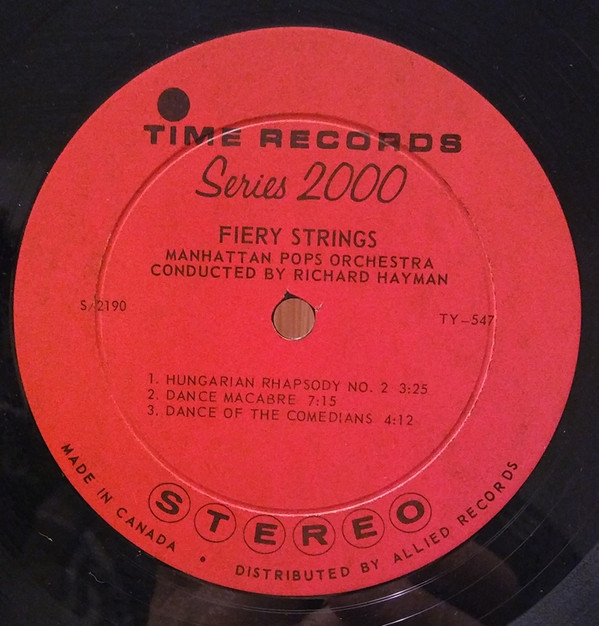 TIME RECORDS
Series 2000
FIERY STRINGS
MANHATTAN POPS ORCHESTRA
CONDUCTED BY RICHARD HAYMAN
S/2190
TY-547
1. HUNGARIAN RHAPSODY NO. 2 3:25
2. DANCE MACABRE 7:15
3. DANCE OF THE COMEDIANS 4:12
STEREO
MADE IN CANADA • DISTRIBUTED BY ALLIED RECORDS